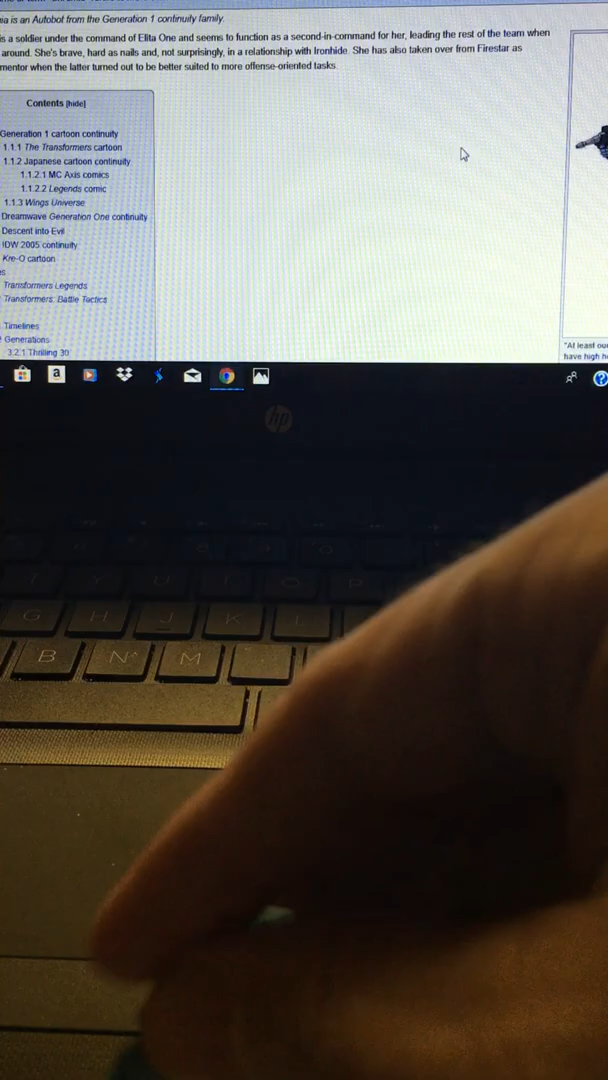 is an Autobot from the Generation 1 continuity family.
is a soldier under the command of Elita One and seems to function as a second-in-command for her, leading the rest of the team when
around. She's brave, hard as nails and, not surprisingly, in a relationship with Ironhide. She has also taken over from Firestar as
mentor when the latter turned out to be better suited to more offense-oriented tasks.
Contents [hide]
Generation 1 cartoon continuity
1.1.1 The Transformers cartoon
1.1.2 Japanese cartoon continuity
1.1.2.1 MC Axis comics
1.1.2.2 Legends comic
1.1.3 Wings Universe
Dreamwave Generation One continuity
Descent into Evil
IDW 2005 continuity
Kre-O cartoon
Transformers Legends
Transformers: Battle Tactics
Timelines
Generations
3.2.1 Thrilling 30
"At least our
have high h
a
?
hp
T Y U I O P
G H J K L
B N M